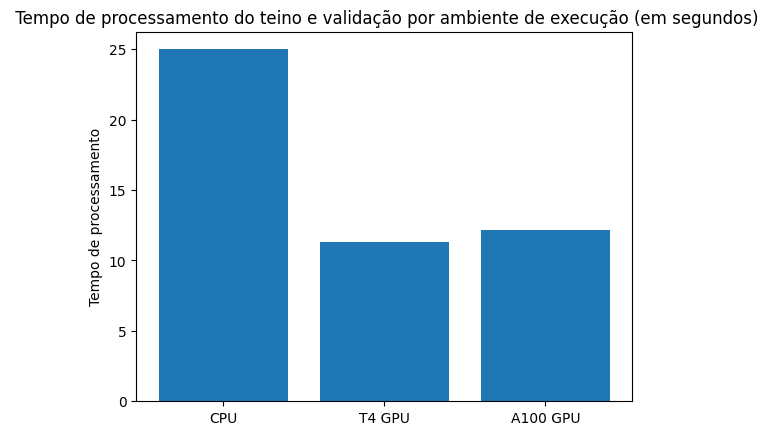 Tempo de processamento do teino e validação por ambiente de execução (em segundos)
Tempo de processamento
25
20
15
10
5
0
CPU
T4 GPU
A100 GPU